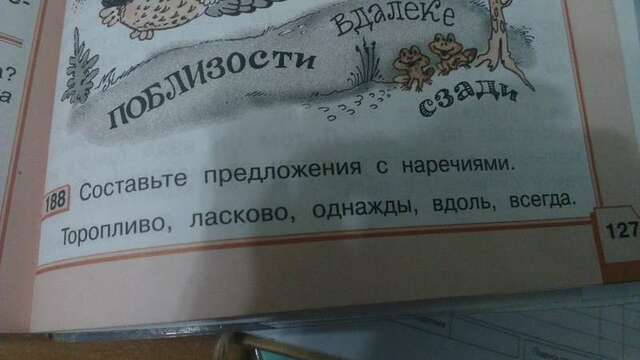 вдалеке
поблизости
сзади
188 Составьте предложения с наречиями.
Торопливо, ласково, однажды, вдоль, всегда.
127